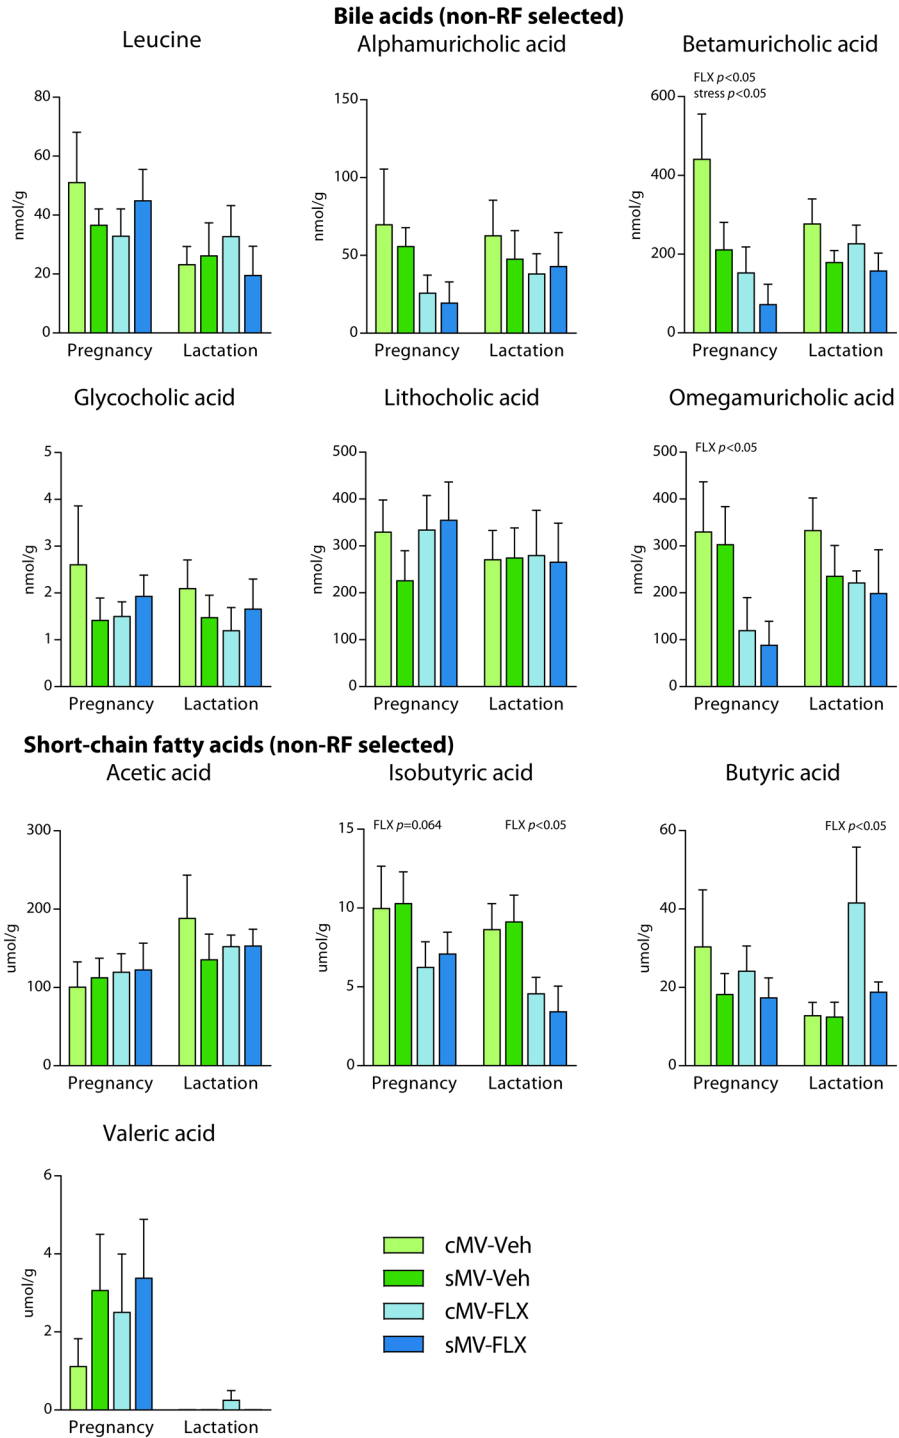 Bile acids (non-RF selected)
Leucine
Alphamuricholic acid
Betamuricholic acid
80
60
40
20
0
nmol/g
Pregnancy
Lactation
150
100
50
0
nmol/g
Pregnancy
Lactation
FLX p<0.05
stress p<0.05
600
400
200
0
nmol/g
Pregnancy
Lactation
Glycocholic acid
Lithocholic acid
Omegamuricholic acid
5
4
3
2
1
0
nmol/g
Pregnancy
Lactation
500
400
300
200
100
0
nmol/g
Pregnancy
Lactation
FLX p<0.05
500
400
300
200
100
0
nmol/g
Pregnancy
Lactation
Short-chain fatty acids (non-RF selected)
Acetic acid
Isobutyric acid
Butyric acid
300
200
100
0
umol/g
Pregnancy
Lactation
FLX p=0.064
FLX p<0.05
15
10
5
0
umol/g
Pregnancy
Lactation
FLX p<0.05
60
40
20
0
umol/g
Pregnancy
Lactation
Valeric acid
6
4
2
0
umol/g
Pregnancy
Lactation
cMV-Veh
sMV-Veh
cMV-FLX
sMV-FLX